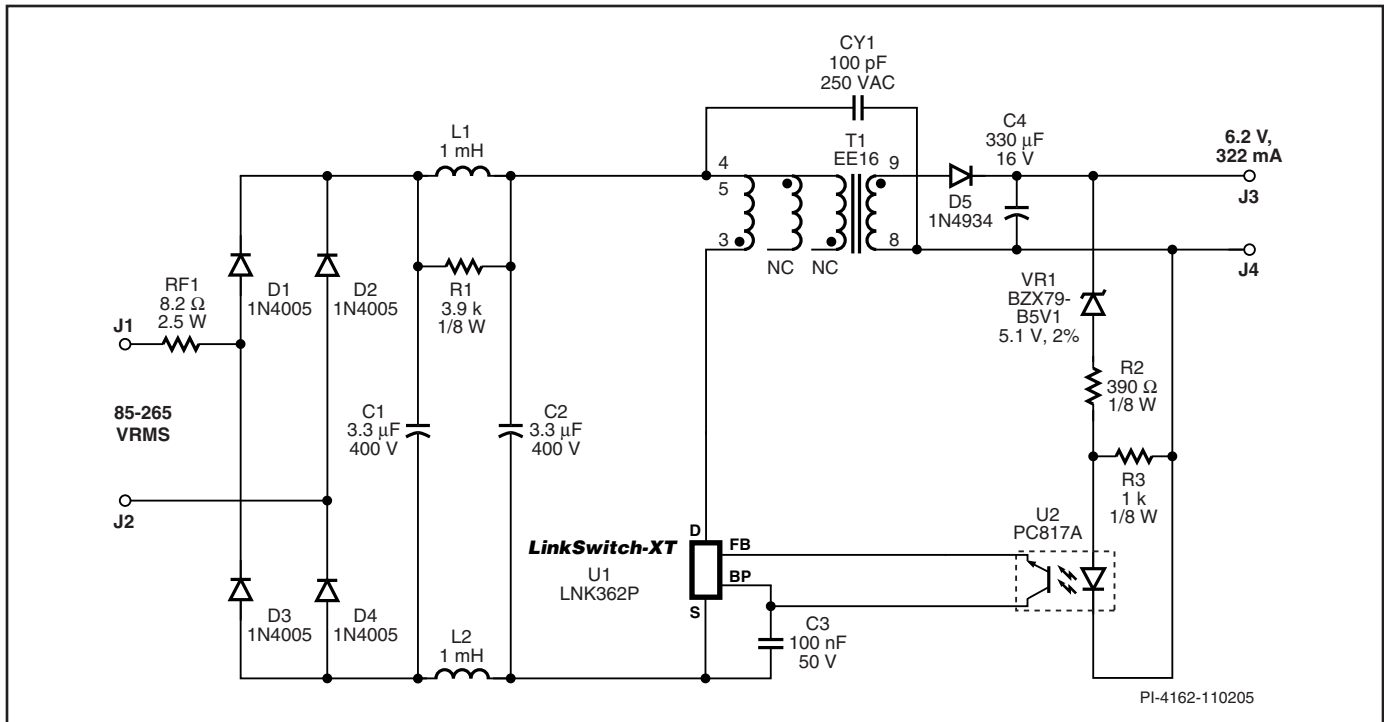 CY1
100 pF
250 VAC
L1
1 mH
T1
EE16
C4
330 µF
16 V
6.2 V,
322 mA
J3
4
5
3
9
8
D5
1N4934
NC
NC
J4
RF1
8.2 Ω
2.5 W
D1
1N4005
D2
1N4005
R1
3.9 k
1/8 W
VR1
BZX79-
B5V1
5.1 V, 2%
J1
R2
390 Ω
1/8 W
85-265
VRMS
C1
3.3 µF
400 V
C2
3.3 µF
400 V
R3
1 k
1/8 W
J2
U2
PC817A
D
LinkSwitch-XT
FB
U1
LNK362P
BP
S
D3
1N4005
D4
1N4005
L2
1 mH
C3
100 nF
50 V
PI-4162-110205